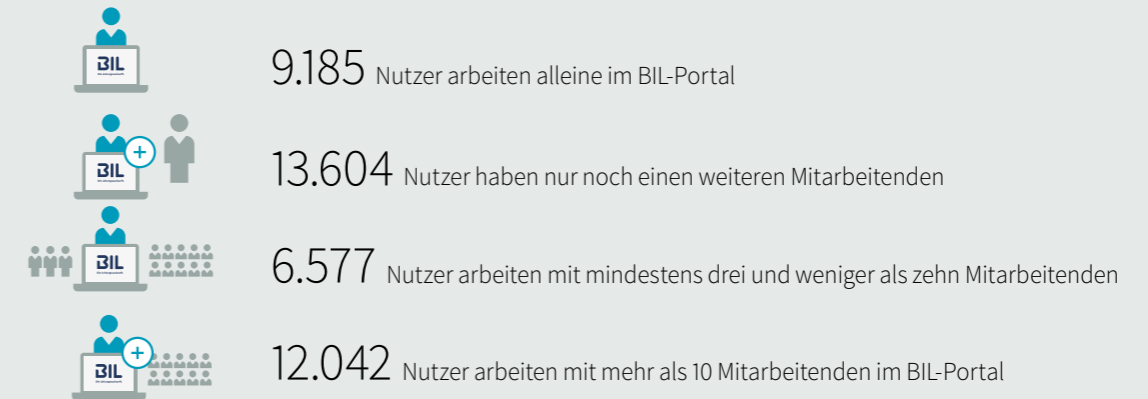 BIL
9.185 Nutzer arbeiten alleine im BIL-Portal
BIL
13.604 Nutzer haben nur noch einen weiteren Mitarbeitenden
BIL
6.577 Nutzer arbeiten mit mindestens drei und weniger als zehn Mitarbeitenden
BIL
12.042 Nutzer arbeiten mit mehr als 10 Mitarbeitenden im BIL-Portal